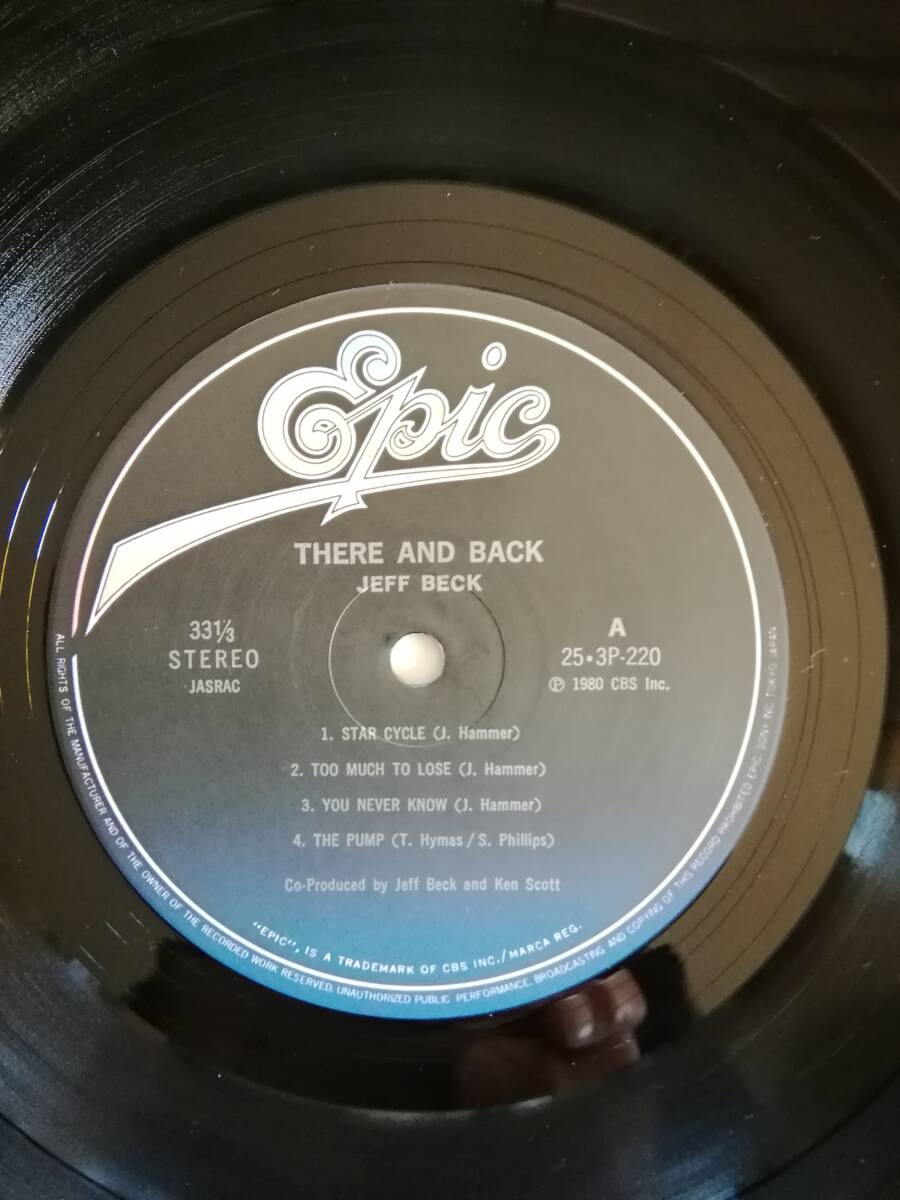 Epic
THERE AND BACK
JEFF BECK
33⅓
STEREO
JASRAC
A
25•3P-220
Ⓟ 1980 CBS Inc.
1. STAR CYCLE (J. Hammer)
2. TOO MUCH TO LOSE (J. Hammer)
3. YOU NEVER KNOW (J. Hammer)
4. THE PUMP (T. Hymas/S. Phillips)
Co-Produced by Jeff Beck and Ken Scott
"EPIC", IS A TRADEMARK OF CBS INC./MARCA REG.
ALL RIGHTS OF THE MANUFACTURER AND OF THE OWNER OF THE RECORDED WORK RESERVED. UNAUTHORIZED PUBLIC PERFORMANCE. BROADCASTING AND COPYING OF THIS RECORD PROHIBITED EPIC/SONY INC. TOKYO JAPAN